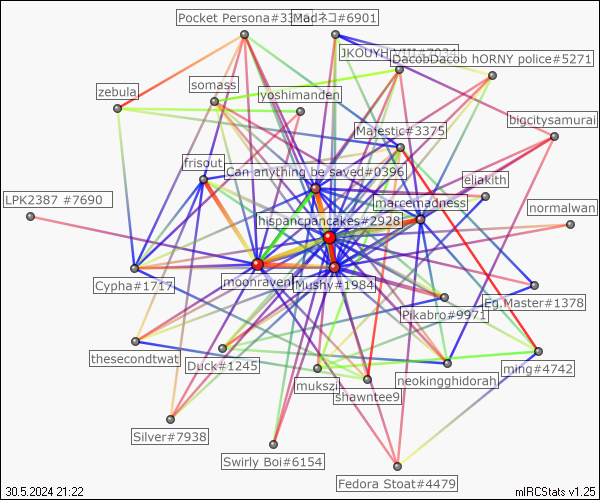 Pocket Persona#33
Madネコ#6901
JKOUYH VIII#7034
DacobDacob hORNY police#5271
zebula
somass
yoshimanden
bigcitysamurai
Majestic#3375
frisout
Can anything be saved#0396
eliakith
LPK2387 #7690
marcemadness
normalwan
hispancpancakes#2928
moonraven
Mushy#1984
Cypha#1717
Eg.Master#1378
Pikabro#9971
thesecondtwat
Duck#1245
ming#4742
mukszi
neokingghidorah
shawntee9
Silver#7938
Swirly Boi#6154
Fedora Stoat#4479
30.5.2024 21:22
mIRCStats v1.25